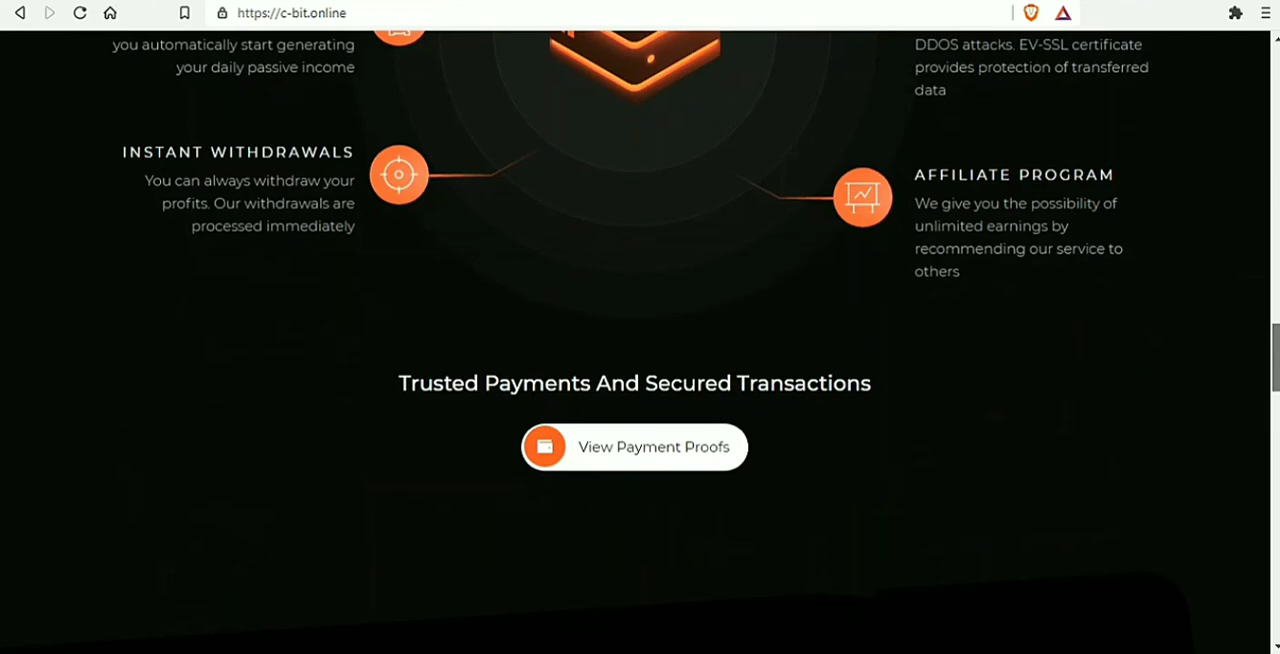 https://c-bit.online
you automatically start generating
your daily passive income
INSTANT WITHDRAWALS
You can always withdraw your
profits. Our withdrawals are
processed immediately
DDOS attacks. EV-SSL certificate
provides protection of transferred
data
AFFILIATE PROGRAM
We give you the possibility of
unlimited earnings by
recommending our service to
others
Trusted Payments And Secured Transactions
View Payment Proofs